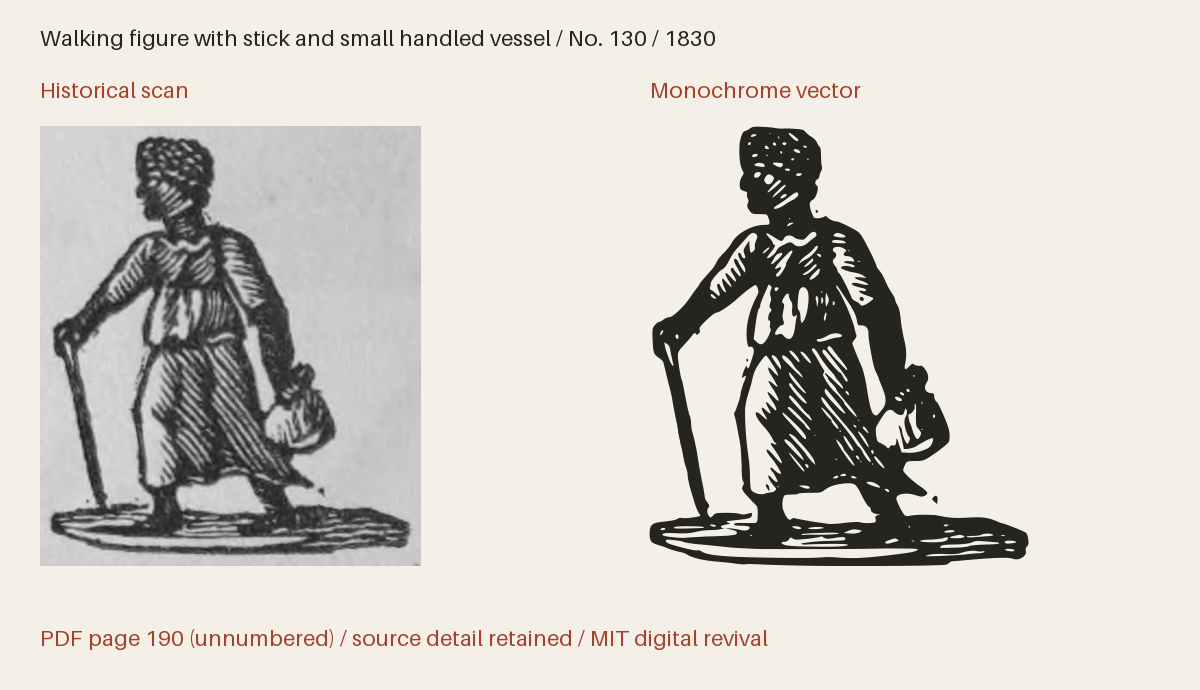 Walking figure with stick and small handled vessel / No. 130 / 1830
Historical scan
Monochrome vector
PDF page 190 (unnumbered) / source detail retained / MIT digital revival